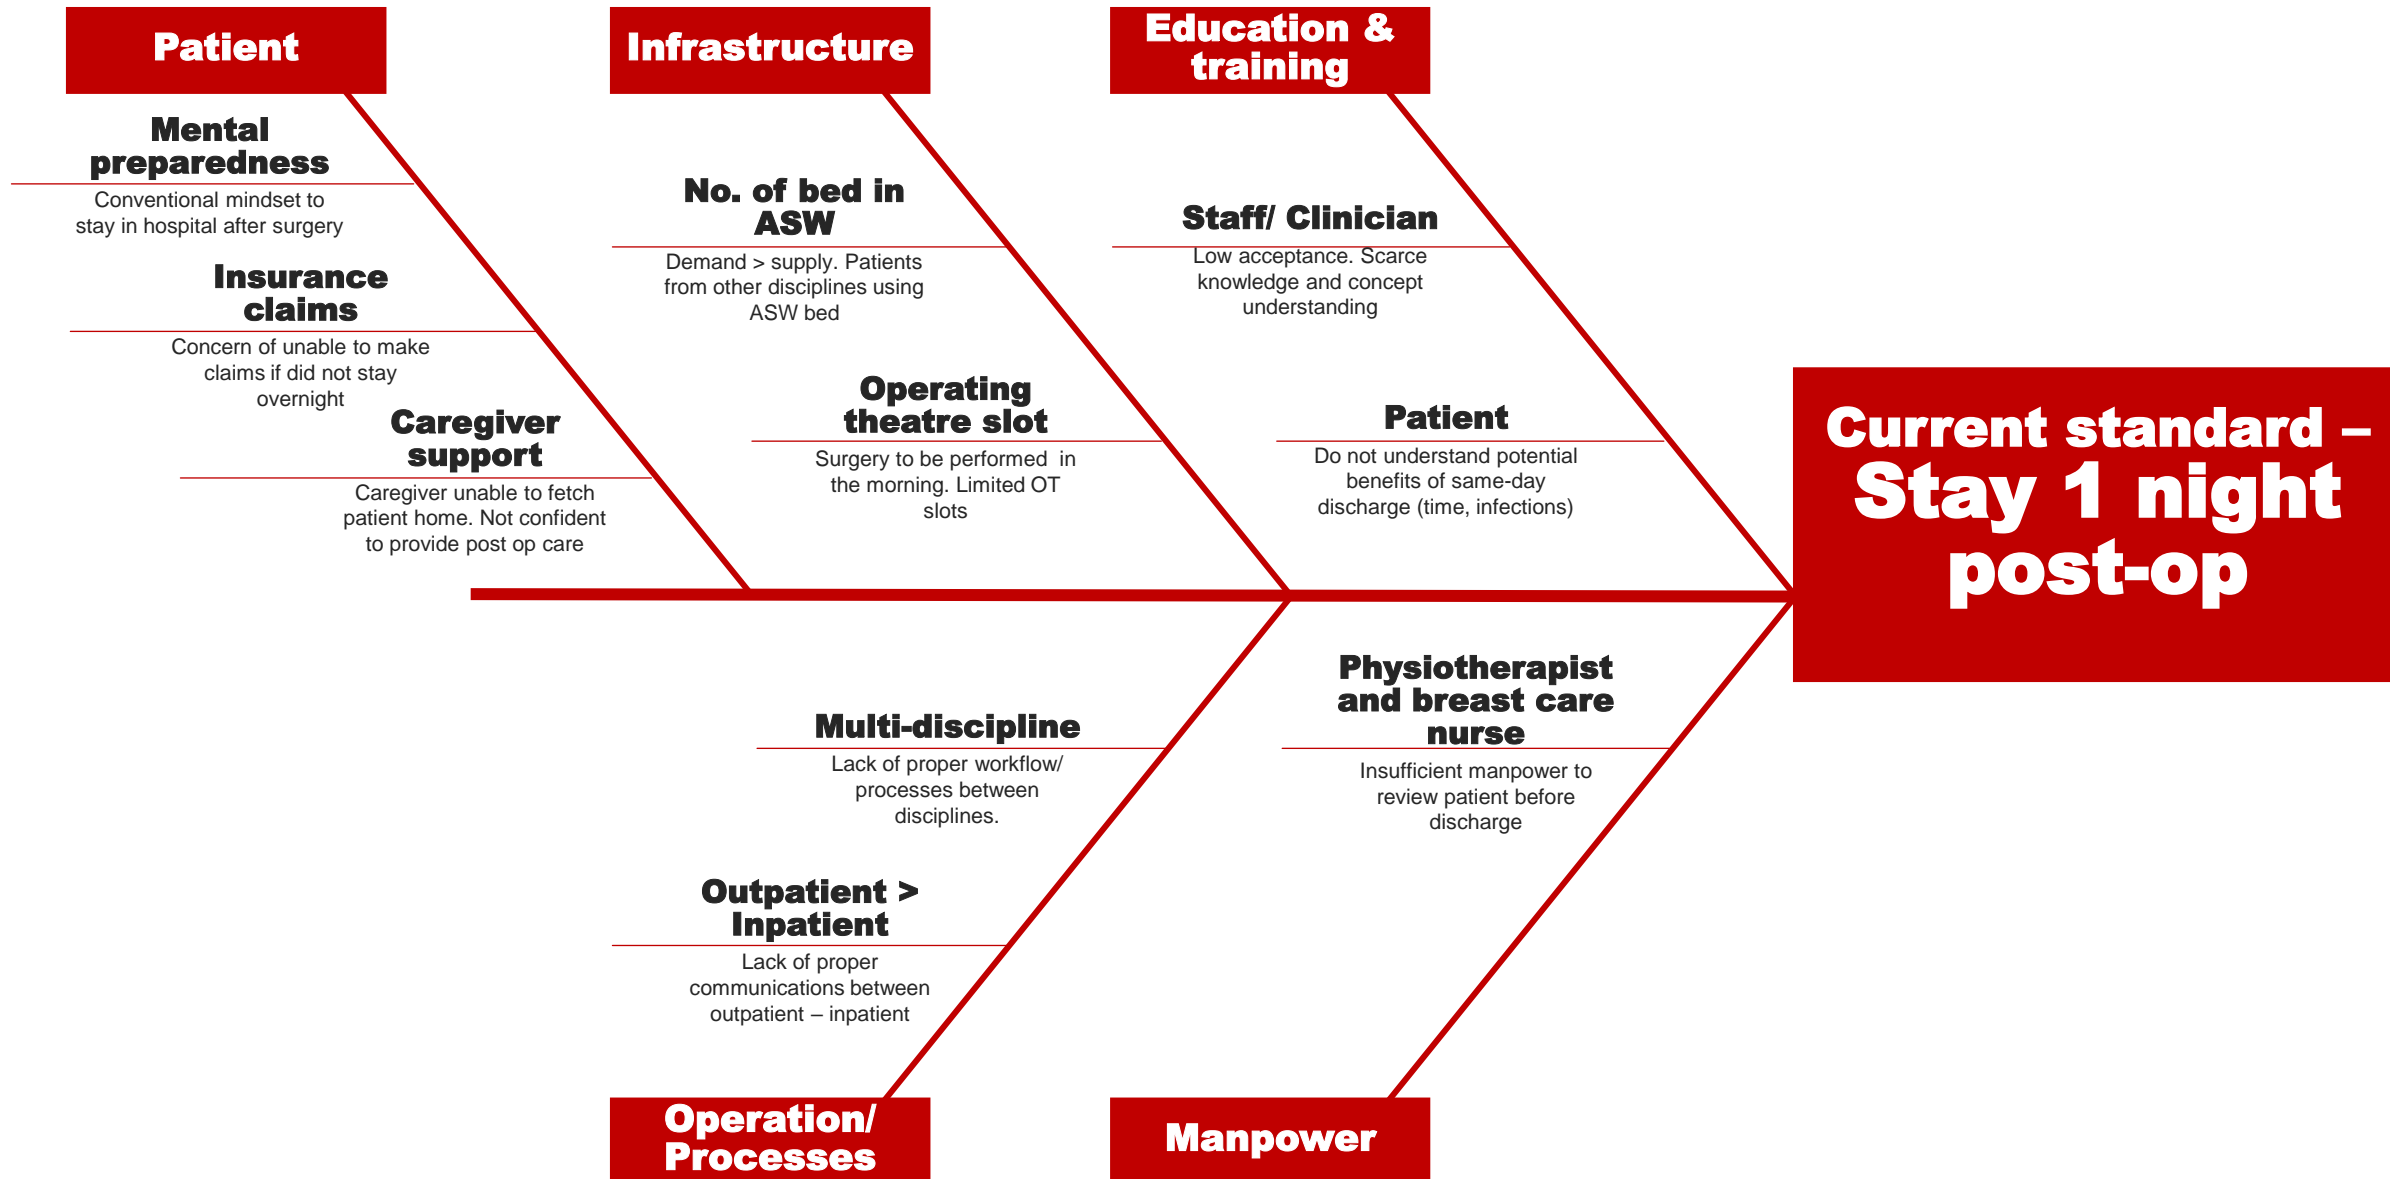 Patient
Mental
preparedness
Conventional mindset to
stay in hospital after surgery
Insurance
claims
Concern of unable to make
claims if did not stay
overnight
Caregiver
support
Caregiver unable to fetch
patient home. Not confident
to provide post op care
Infrastructure
No. of bed in
ASW
Demand > supply. Patients
from other disciplines using
ASW bed
Operating
theatre slot
Surgery to be performed  in
the morning. Limited OT
slots
Education &
training
Staff/ Clinician
Low acceptance. Scarce
knowledge and concept
understanding
Patient
Do not understand potential
benefits of same-day
discharge (time, infections)
Current standard –
Stay 1 night
post-op
Multi-discipline
Lack of proper workflow/
processes between
disciplines.
Outpatient >
Inpatient
Lack of proper
communications between
outpatient – inpatient
Operation/
Processes
Physiotherapist
and breast care
nurse
Insufficient manpower to
review patient before
discharge
Manpower